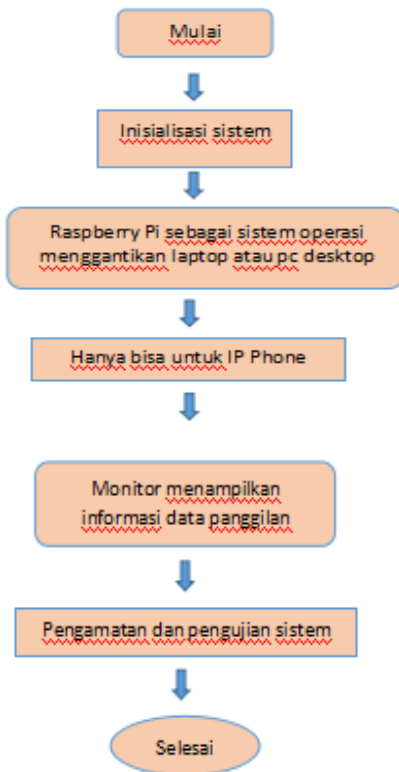 Mulai
Inisialisasi sistem
Raspberry Pi sebagai sistem operasi
menggantikan laptop atau pc desktop
Hanya bisa untuk IP Phone
Monitor menampilkan
informasi data panggilan
Pengamatan dan pengujian sistem
Selesai